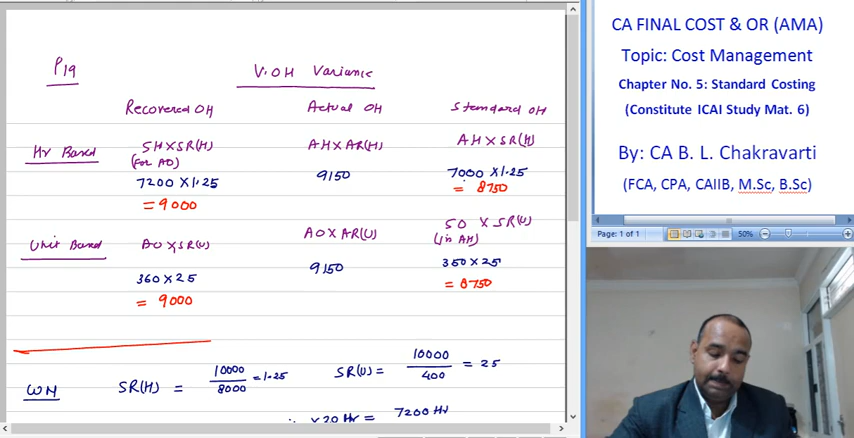 P19
V.OH Variance
Recovered OH
Actual OH
Standard OH
Hr Based
SH X SR(H)
(for AO)
AH X AR(H)
AH X SR(H)
7200 X 1.25
= 9000
9150
7000 X 1.25
= 8750
Unit Based
AO X SR(U)
AO X AR(U)
SO X SR(U)
(in AH)
360 X 25
= 9000
9150
350 X 25
= 8750
WN
SR(H) = 10000/8000 = 1.25
SR(U) = 10000/400 = 25
X 20 Hr = 7200 Hr
CA FINAL COST & OR (AMA)
Topic: Cost Management
Chapter No. 5: Standard Costing
(Constitute ICAI Study Mat. 6)
By: CA B. L. Chakravarti
(FCA, CPA, CAIIB, M.Sc, B.Sc)
Page: 1 of 1
50%